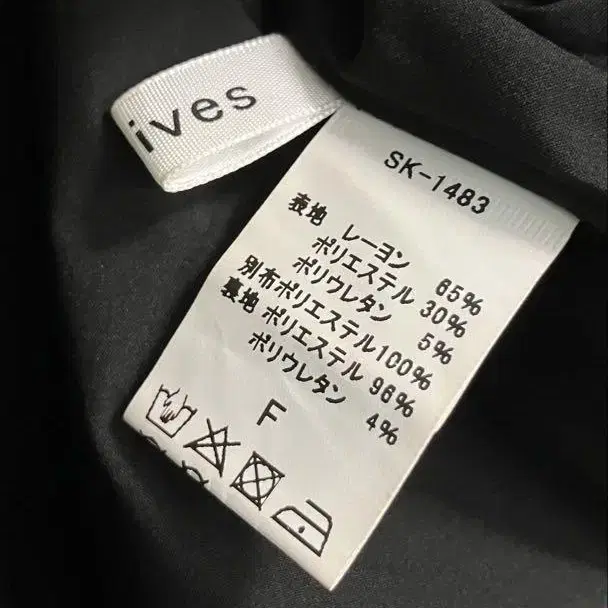 ives
SK-1483
表地 レーヨン 65%
ポリエステル 30%
ポリウレタン 5%
別布ポリエステル100%
裏地 ポリエステル 96%
ポリウレタン 4%
F